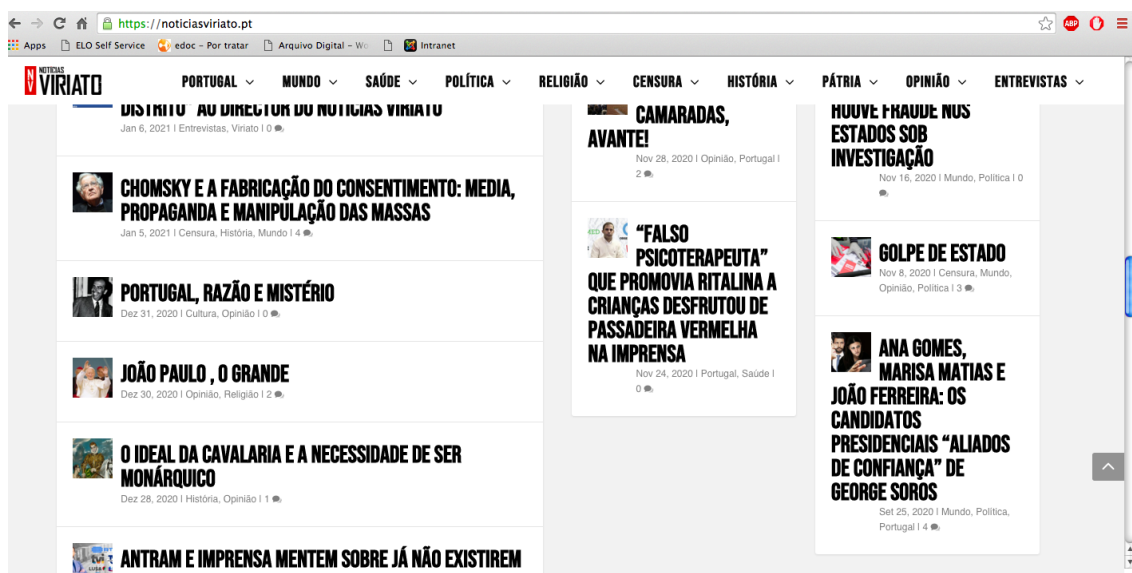 https://noticiasviriato.pt
Apps ELO Self Service edoc – Por tratar Arquivo Digital – Wo Intranet
NOTÍCIAS
VIRIATO
PORTUGAL MUNDO SAÚDE POLÍTICA RELIGIÃO CENSURA HISTÓRIA PÁTRIA OPINIÃO ENTREVISTAS
DISTRITO” AO DIRECTOR DO NOTÍCIAS VIRIATO
Jan 6, 2021 | Entrevistas, Viriato | 0
CHOMSKY E A FABRICAÇÃO DO CONSENTIMENTO: MEDIA,
PROPAGANDA E MANIPULAÇÃO DAS MASSAS
Jan 5, 2021 | Censura, História, Mundo | 4
PORTUGAL, RAZÃO E MISTÉRIO
Dez 31, 2020 | Cultura, Opinião | 0
JOÃO PAULO , O GRANDE
Dez 30, 2020 | Opinião, Religião | 2
O IDEAL DA CAVALARIA E A NECESSIDADE DE SER
MONÁRQUICO
Dez 28, 2020 | História, Opinião | 1
ANTRAM E IMPRENSA MENTEM SOBRE JÁ NÃO EXISTIREM
CAMARADAS,
AVANTE!
Nov 28, 2020 | Opinião, Portugal |
2
“FALSO
PSICOTERAPEUTA”
QUE PROMOVIA RITALINA A
CRIANÇAS DESFRUTOU DE
PASSADEIRA VERMELHA
NA IMPRENSA
Nov 24, 2020 | Portugal, Saúde |
0
HOUVE FRAUDE NOS
ESTADOS SOB
INVESTIGAÇÃO
Nov 16, 2020 | Mundo, Política | 0
GOLPE DE ESTADO
Nov 8, 2020 | Censura, Mundo,
Opinião, Política | 3
ANA GOMES,
MARISA MATIAS E
JOÃO FERREIRA: OS
CANDIDATOS
PRESIDENCIAIS “ALIADOS
DE CONFIANÇA” DE
GEORGE SOROS
Set 25, 2020 | Mundo, Política,
Portugal | 4
ABP